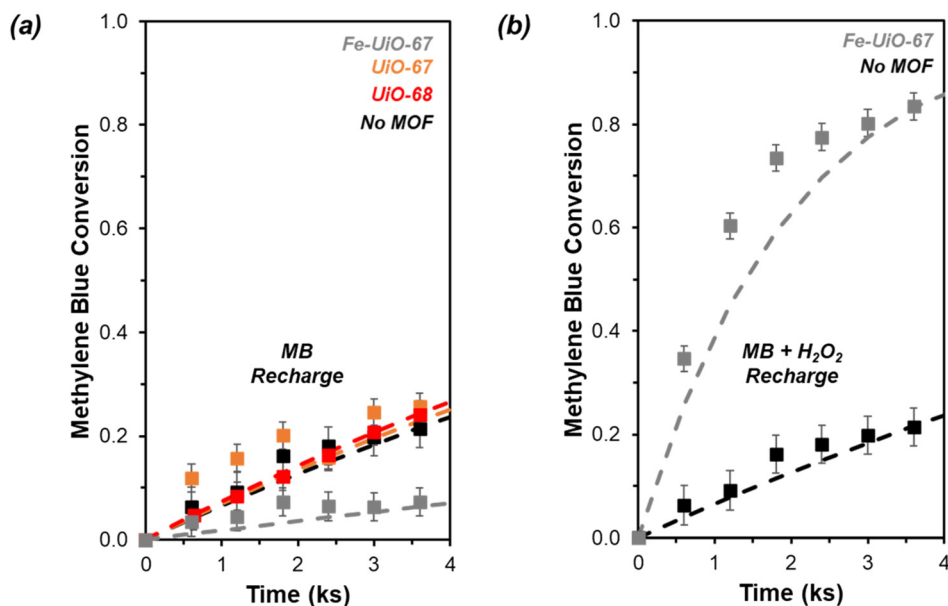 (a)
Methylene Blue Conversion
1.0
0.8
0.6
0.4
0.2
0.0
Fe-UiO-67
UiO-67
UiO-68
No MOF
MB
Recharge
0 1 2 3 4
Time (ks)
(b)
Methylene Blue Conversion
1.0
0.8
0.6
0.4
0.2
0.0
Fe-UiO-67
No MOF
MB + H₂O₂
Recharge
0 1 2 3 4
Time (ks)